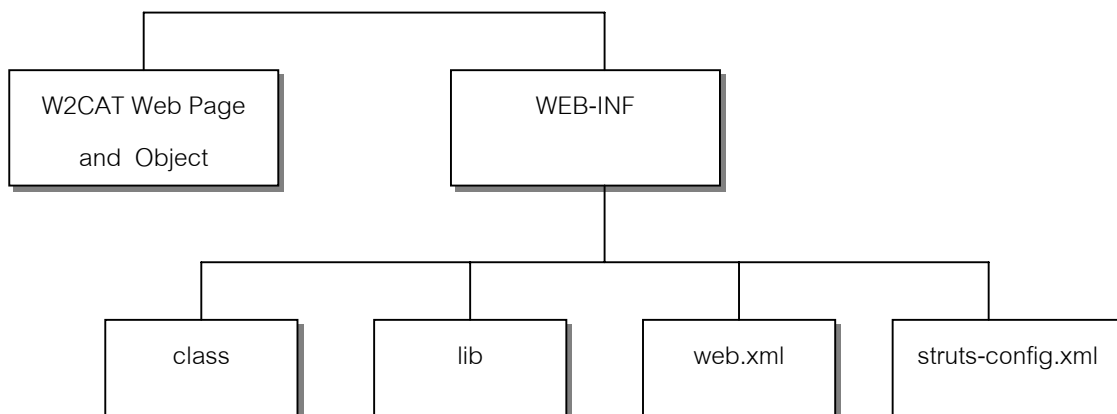 W2CAT Web Page
and Object
WEB-INF
class
lib
web.xml
struts-config.xml